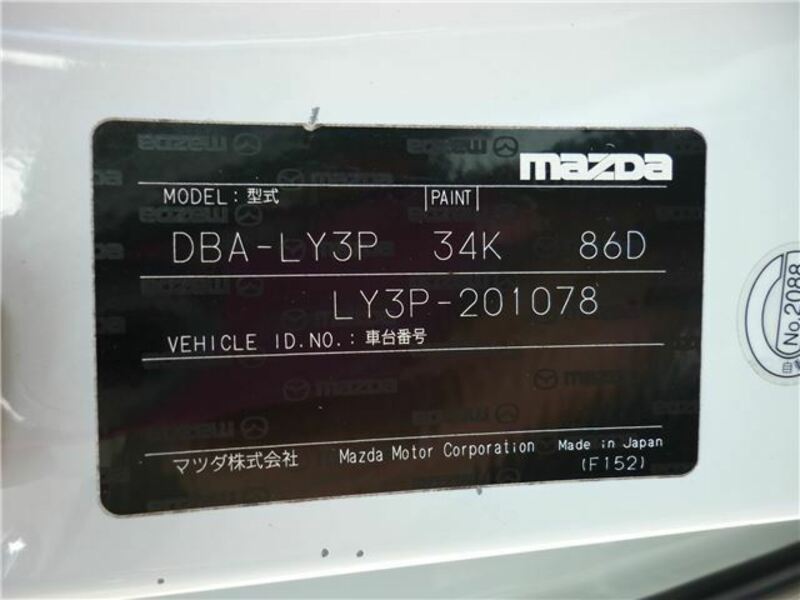 mazda
MODEL：型式 PAINT
DBA-LY3P 34K 86D
LY3P-201078
VEHICLE ID.NO.：車台番号
マツダ株式会社 Mazda Motor Corporation Made in Japan
(F152)
No.2088
自